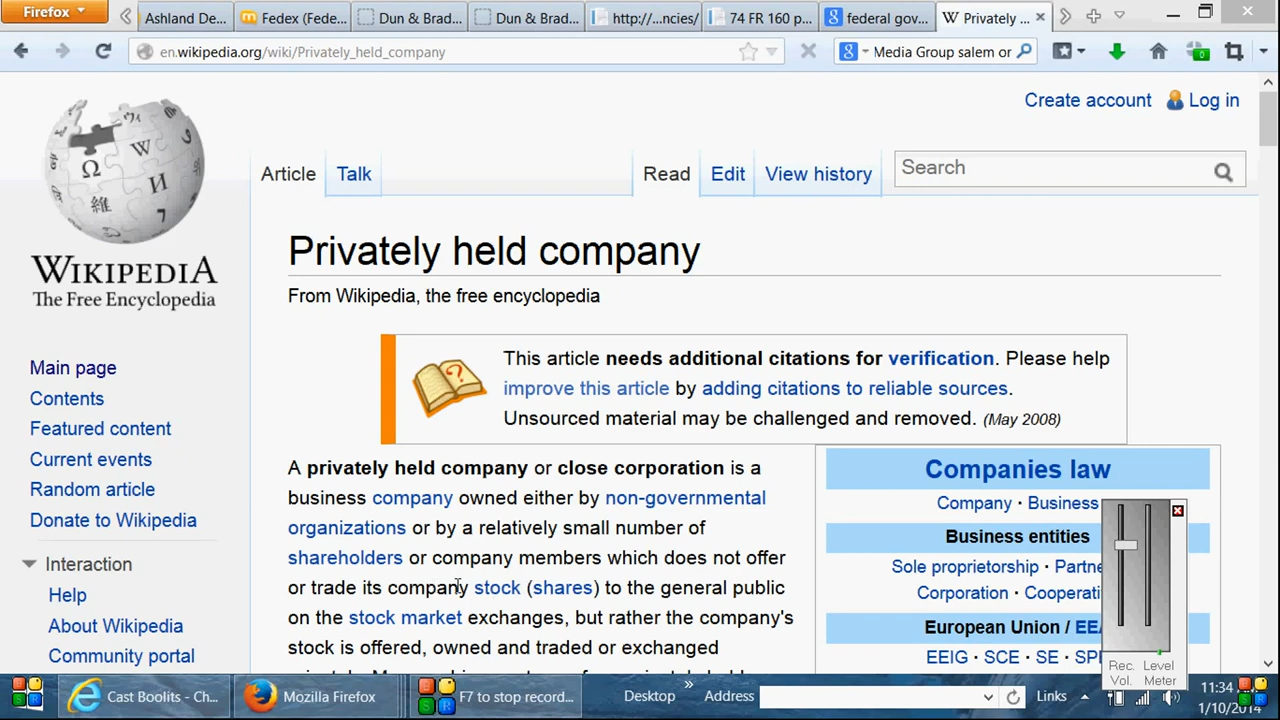 Firefox
Ashland De...
Fedex (Fede...
Dun & Brad...
Dun & Brad...
http:/...ncies/
74 FR 160 p...
federal gov...
W Privately ...
en.wikipedia.org/wiki/Privately_held_company
Media Group salem or
Create account Log in
Article Talk Read Edit View history Search
WIKIPEDIA
The Free Encyclopedia
Main page
Contents
Featured content
Current events
Random article
Donate to Wikipedia
Interaction
Help
About Wikipedia
Community portal
Privately held company
From Wikipedia, the free encyclopedia
This article needs additional citations for verification. Please help
improve this article by adding citations to reliable sources.
Unsourced material may be challenged and removed. (May 2008)
A privately held company or close corporation is a
business company owned either by non-governmental
organizations or by a relatively small number of
shareholders or company members which does not offer
or trade its company stock (shares) to the general public
on the stock market exchanges, but rather the company's
stock is offered, owned and traded or exchanged
Companies law
Company · Business
Business entities
Sole proprietorship · Partne
Corporation · Cooperati
European Union / EEA
EEIG · SCE · SE · SPE
Rec. Level
Vol. Meter
Cast Boolits - Ch...
Mozilla Firefox
F7 to stop record...
Desktop
Address
Links
11:34 AM
1/10/2014